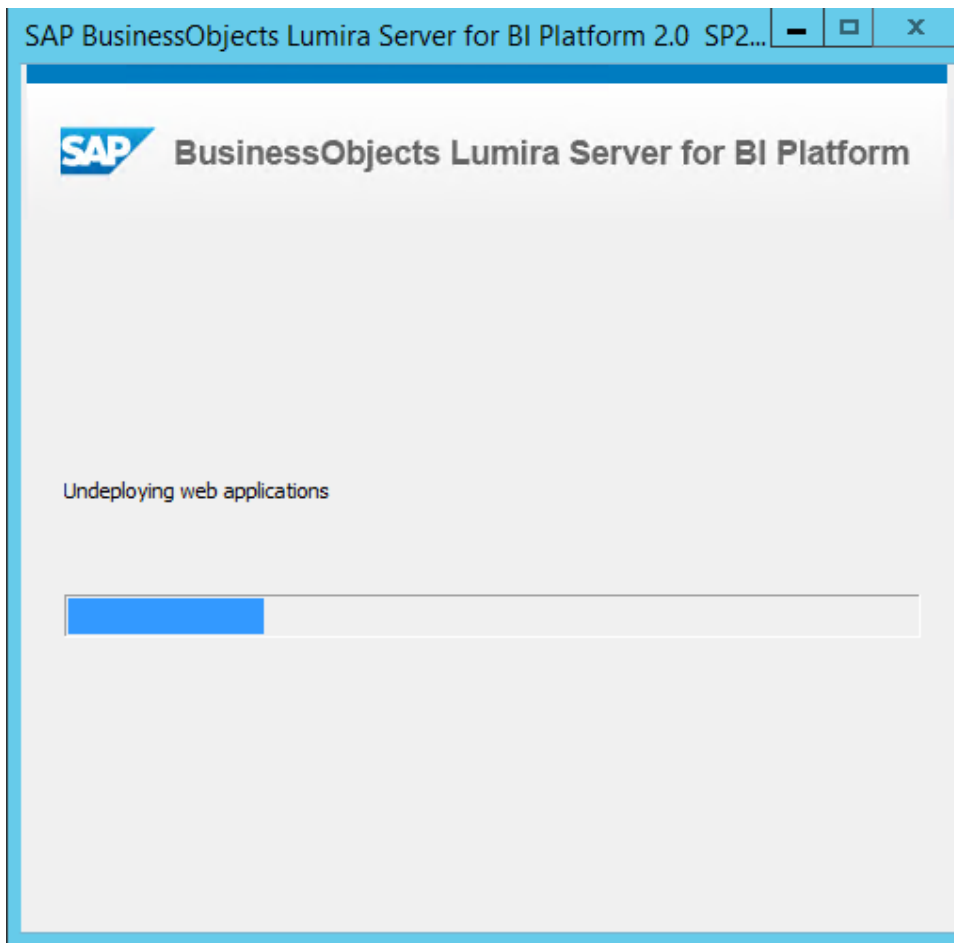 SAP BusinessObjects Lumira Server for BI Platform 2.0 SP2...
SAP BusinessObjects Lumira Server for BI Platform
Undeploying web applications